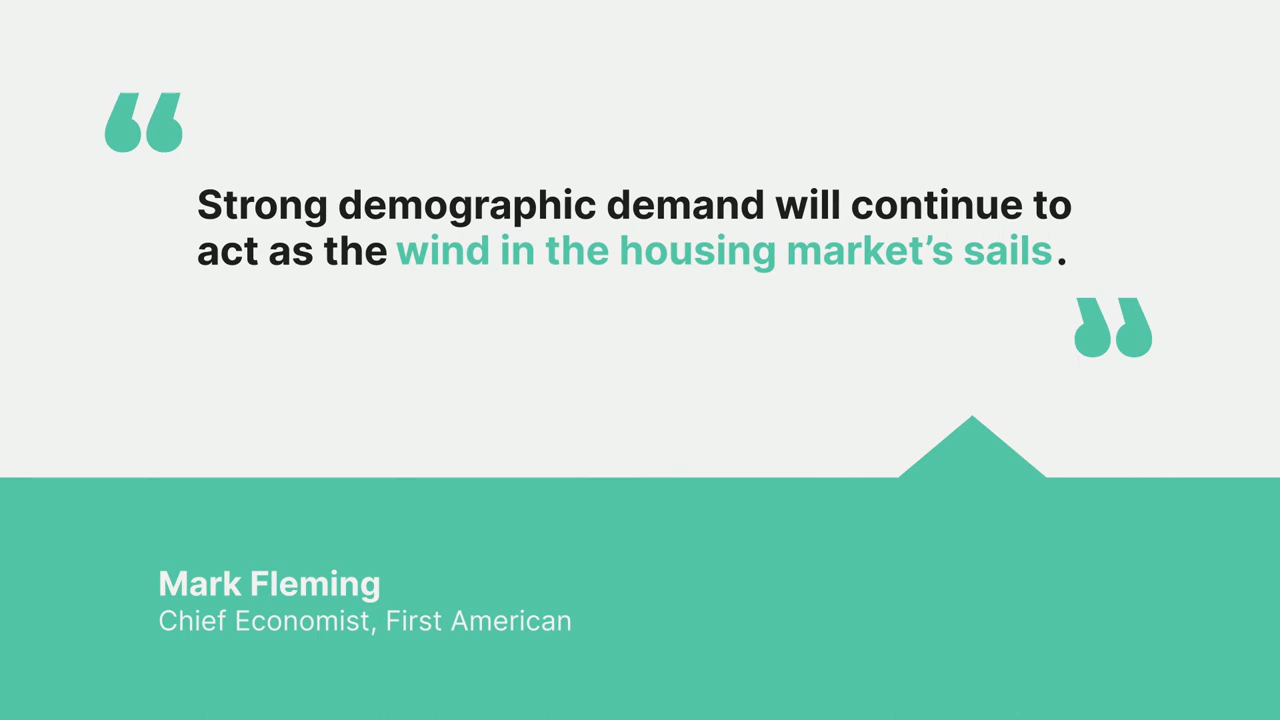 “
Strong demographic demand will continue to
act as the wind in the housing market’s sails.
”
Mark Fleming
Chief Economist, First American